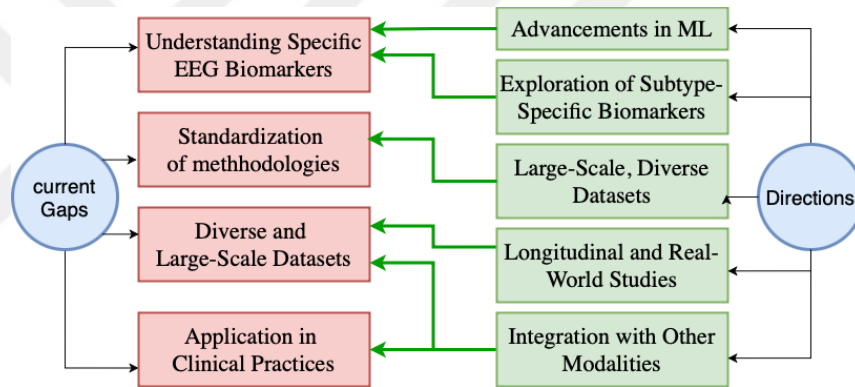 current
Gaps
Understanding Specific
EEG Biomarkers
Standardization
of methhodologies
Diverse and
Large-Scale Datasets
Application in
Clinical Practices
Advancements in ML
Exploration of Subtype-
Specific Biomarkers
Large-Scale, Diverse
Datasets
Longitudinal and Real-
World Studies
Integration with Other
Modalities
Directions